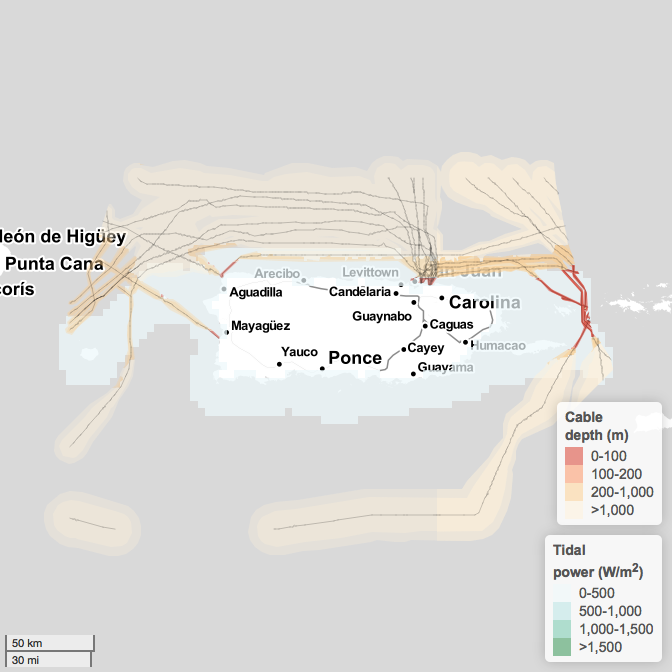 león de Higüey
Punta Cana
corís
Arecibo
Levittown
San Juan
Aguadilla
Candelaria
Carolina
Guaynabo
Mayagüez
Caguas
Yauco
Ponce
Cayey
Humacao
Guayama
Cable
depth (m)
0-100
100-200
200-1,000
>1,000
Tidal
power (W/m²)
0-500
500-1,000
1,000-1,500
>1,500
50 km
30 mi